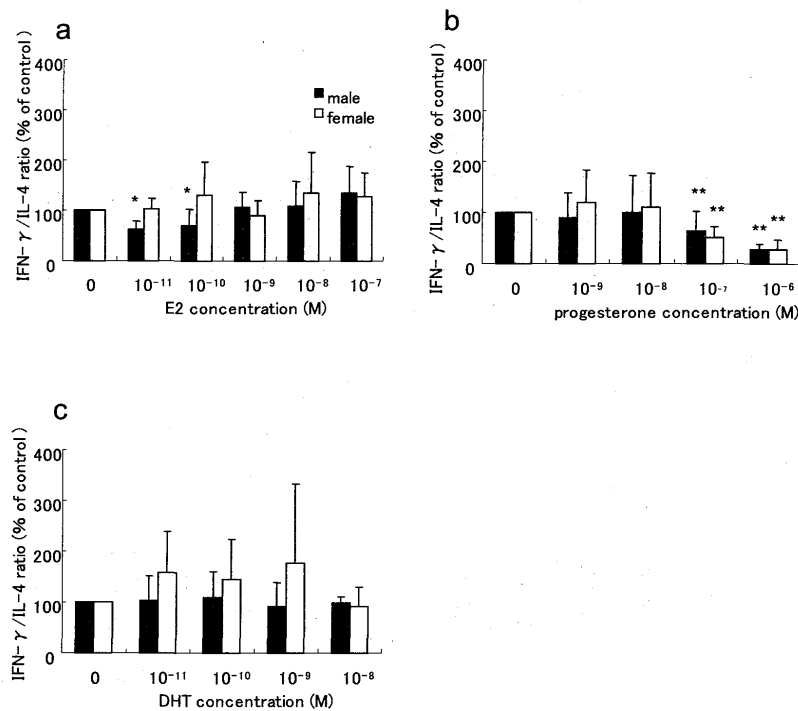 a
IFN-γ/IL-4 ratio (% of control)
400
300
200
100
0
male
female
*
*
0 10⁻¹¹ 10⁻¹⁰ 10⁻⁹ 10⁻⁸ 10⁻⁷
E2 concentration (M)
b
IFN-γ/IL-4 ratio (% of control)
400
300
200
100
0
**
**
**
**
0 10⁻⁹ 10⁻⁸ 10⁻⁷ 10⁻⁶
progesterone concentration (M)
c
IFN-γ/IL-4 ratio (% of control)
400
300
200
100
0
0 10⁻¹¹ 10⁻¹⁰ 10⁻⁹ 10⁻⁸
DHT concentration (M)